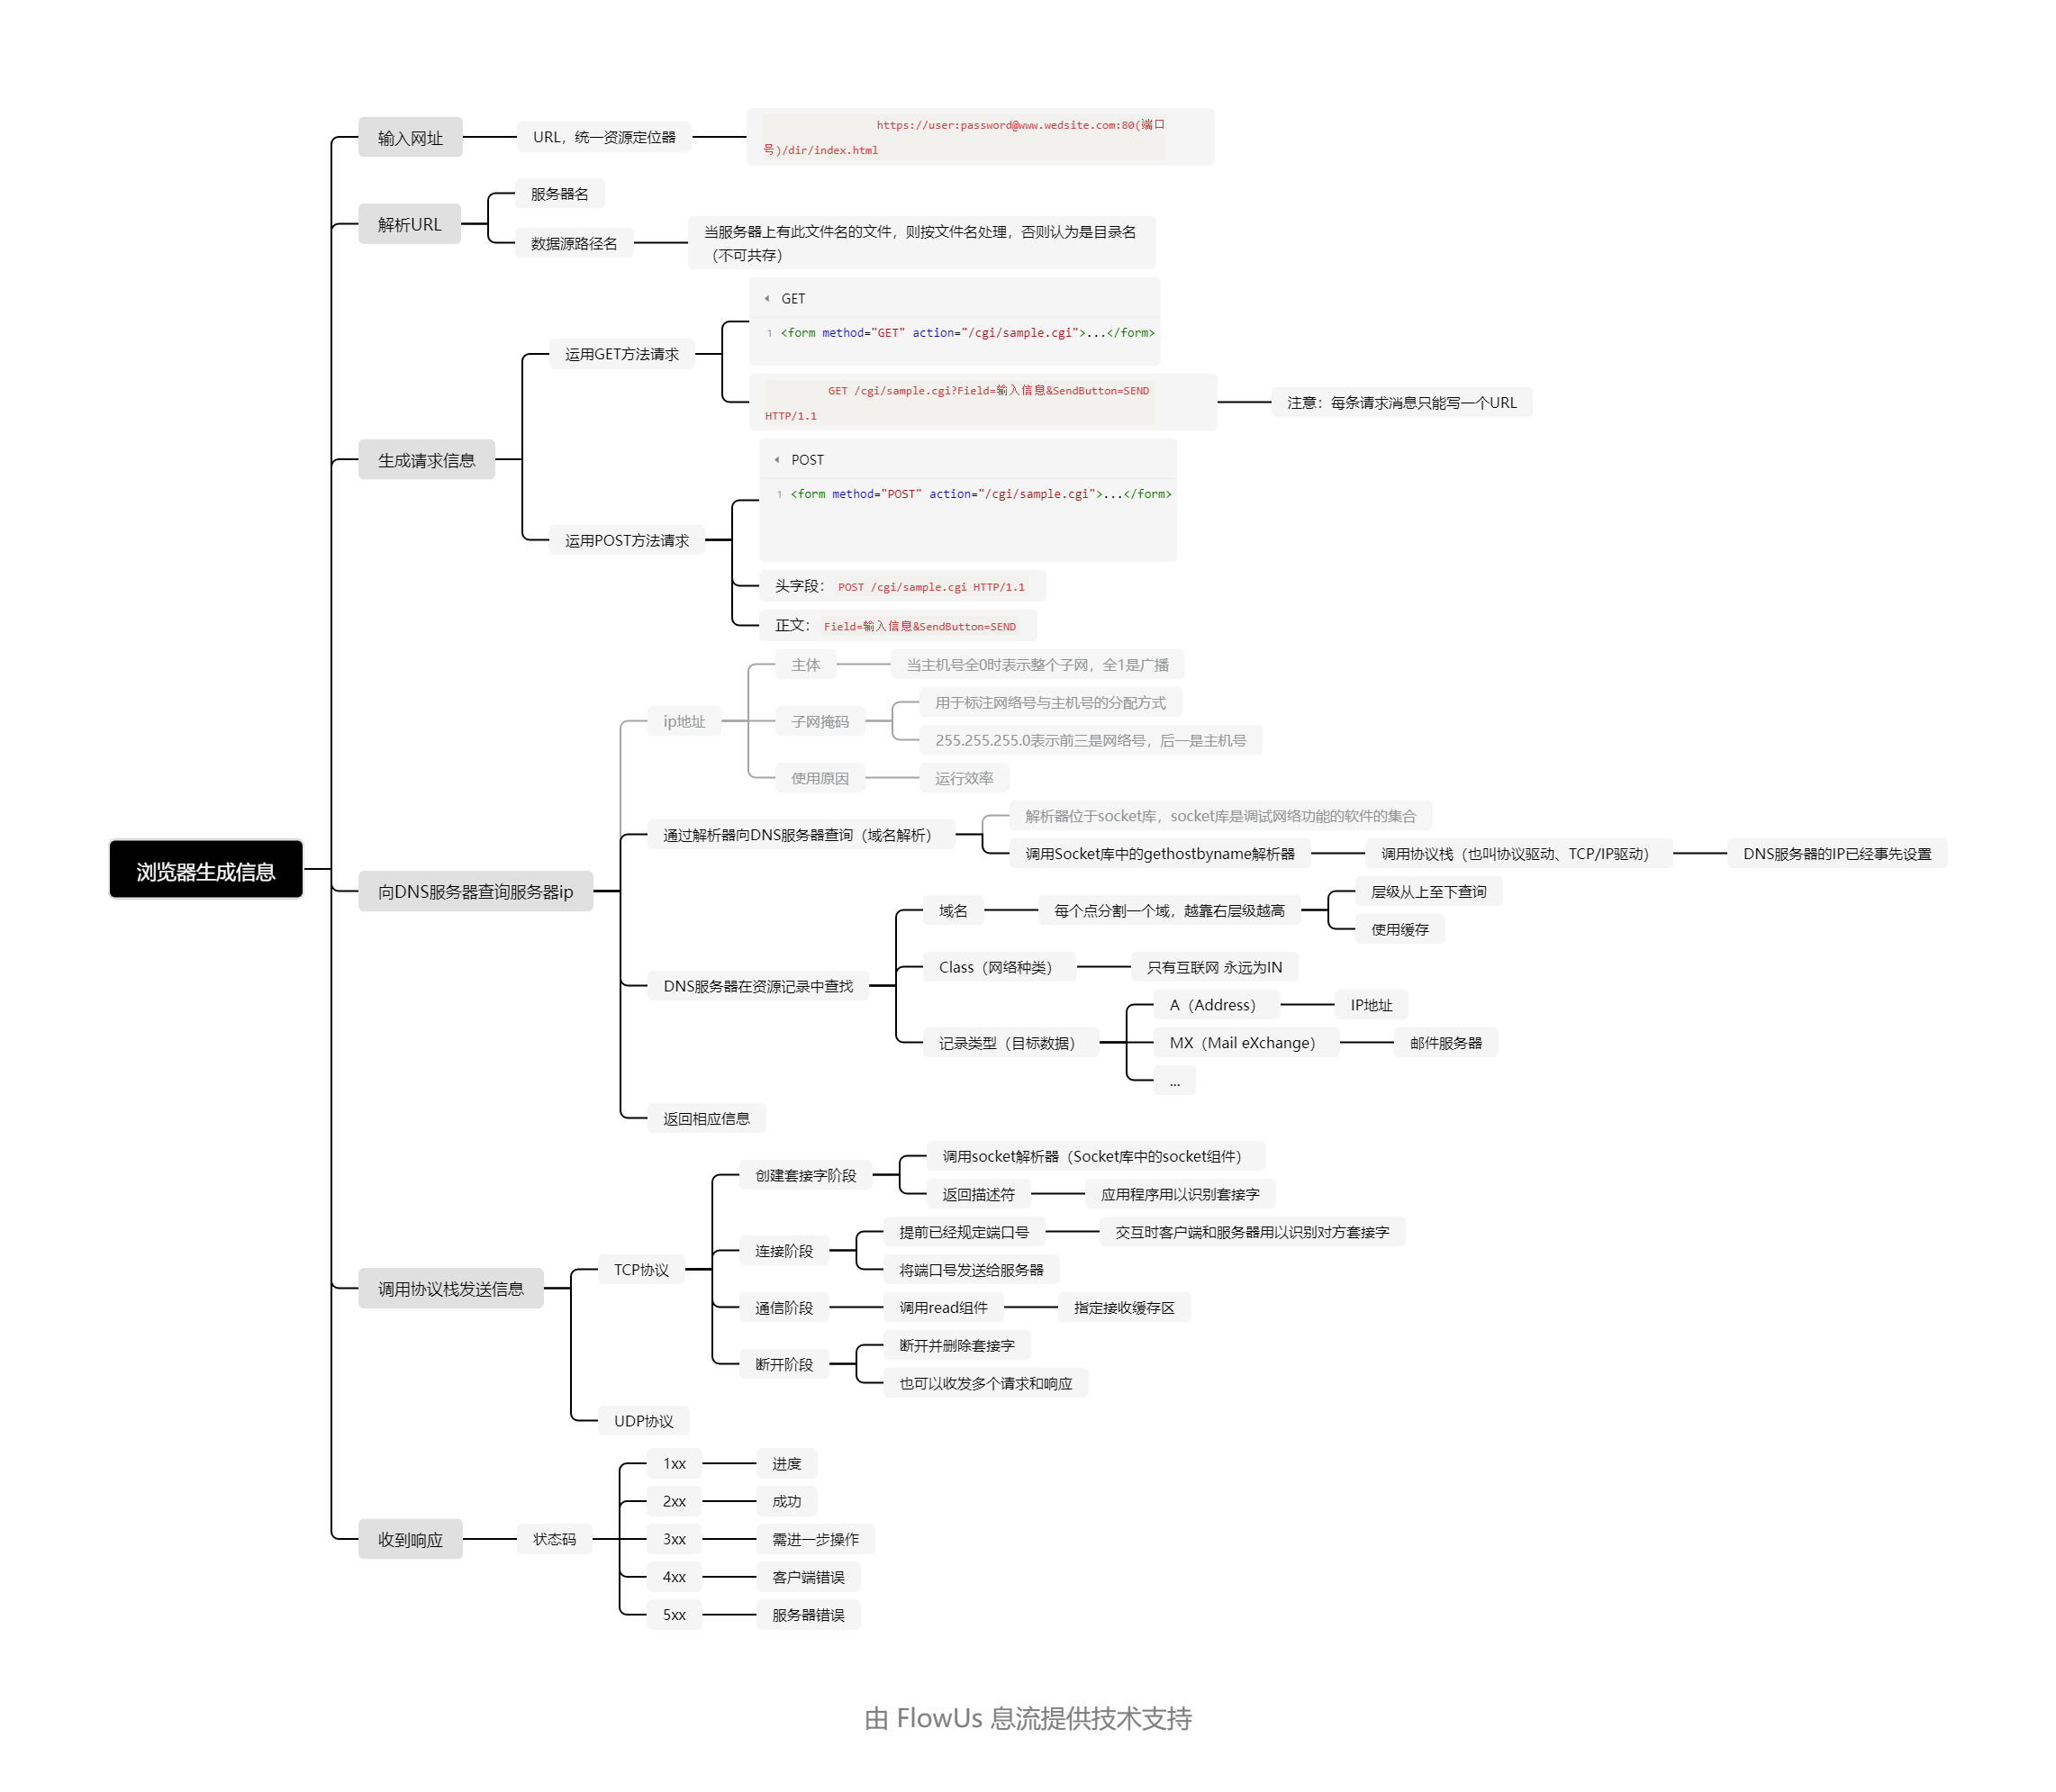 输入网址
URL，统一资源定位器
https://user:password@www.wedsite.com:80(端口
号)/dir/index.html
解析URL
服务器名
数据源路径名
当服务器上有此文件名的文件，则按文件名处理，否则认为是目录名
（不可共存）
生成请求信息
运用GET方法请求
GET
1 <form method="GET" action="/cgi/sample.cgi">...</form>
GET /cgi/sample.cgi?Field=输入信息&SendButton=SEND
HTTP/1.1
注意：每条请求消息只能写一个URL
运用POST方法请求
POST
1 <form method="POST" action="/cgi/sample.cgi">...</form>
头字段： POST /cgi/sample.cgi HTTP/1.1
正文： Field=输入信息&SendButton=SEND
浏览器生成信息
向DNS服务器查询服务器ip
ip地址
主体
当主机号全0时表示整个子网，全1是广播
子网掩码
用于标注网络号与主机号的分配方式
255.255.255.0表示前三是网络号，后一是主机号
使用原因
运行效率
通过解析器向DNS服务器查询（域名解析）
解析器位于socket库，socket库是调试网络功能的软件的集合
调用Socket库中的gethostbyname解析器
调用协议栈（也叫协议驱动、TCP/IP驱动）
DNS服务器的IP已经事先设置
DNS服务器在资源记录中查找
域名
每个点分割一个域，越靠右层级越高
层级从上至下查询
使用缓存
Class（网络种类）
只有互联网 永远为IN
记录类型（目标数据）
A（Address）
IP地址
MX（Mail eXchange）
邮件服务器
...
返回相应信息
调用协议栈发送信息
TCP协议
创建套接字阶段
调用socket解析器（Socket库中的socket组件）
返回描述符
应用程序用以识别套接字
连接阶段
提前已经规定端口号
交互时客户端和服务器用以识别对方套接字
将端口号发送给服务器
通信阶段
调用read组件
指定接收缓存区
断开阶段
断开并删除套接字
也可以收发多个请求和响应
UDP协议
收到响应
状态码
1xx
进度
2xx
成功
3xx
需进一步操作
4xx
客户端错误
5xx
服务器错误
由 FlowUs 息流提供技术支持